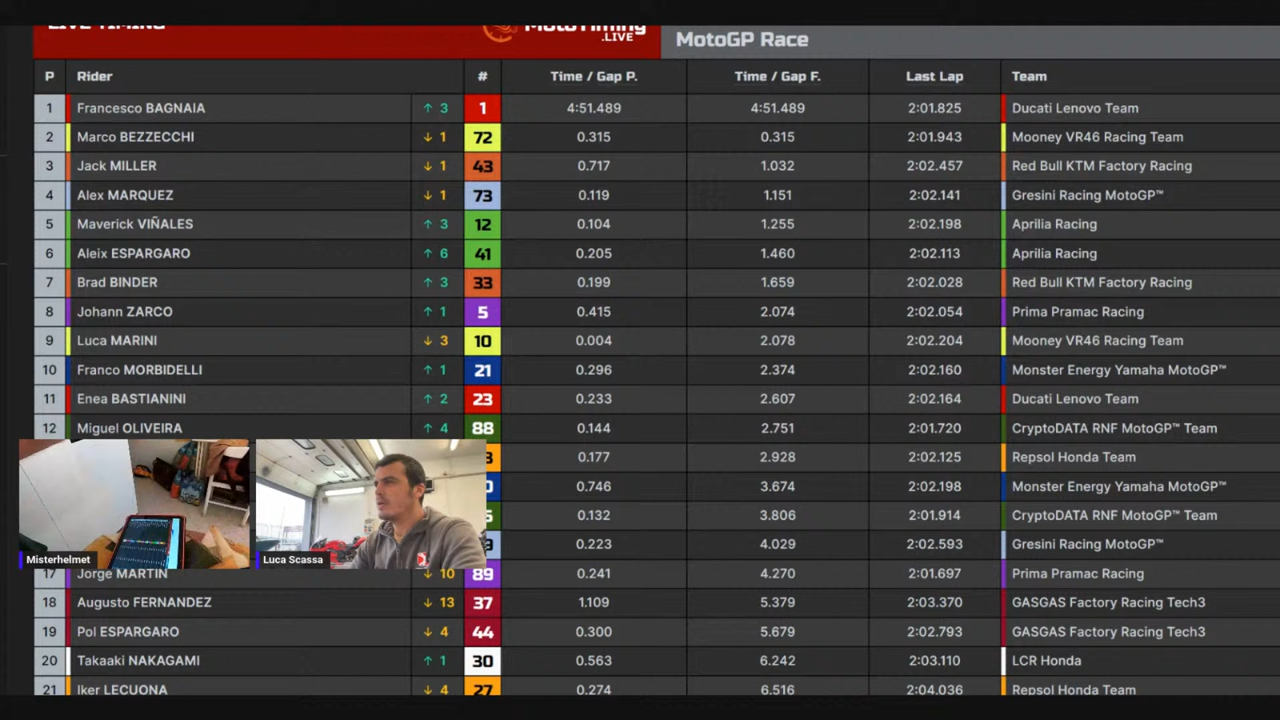 LIVE TIMING MotoTiming .LIVE MotoGP Race
P Rider # Time / Gap P. Time / Gap F. Last Lap Team
1 Francesco BAGNAIA ↑ 3 1 4:51.489 4:51.489 2:01.825 Ducati Lenovo Team
2 Marco BEZZECCHI ↓ 1 72 0.315 0.315 2:01.943 Mooney VR46 Racing Team
3 Jack MILLER ↓ 1 43 0.717 1.032 2:02.457 Red Bull KTM Factory Racing
4 Alex MARQUEZ ↓ 1 73 0.119 1.151 2:02.141 Gresini Racing MotoGP™
5 Maverick VIÑALES ↑ 3 12 0.104 1.255 2:02.198 Aprilia Racing
6 Aleix ESPARGARO ↑ 6 41 0.205 1.460 2:02.113 Aprilia Racing
7 Brad BINDER ↑ 3 33 0.199 1.659 2:02.028 Red Bull KTM Factory Racing
8 Johann ZARCO ↑ 1 5 0.415 2.074 2:02.054 Prima Pramac Racing
9 Luca MARINI ↓ 3 10 0.004 2.078 2:02.204 Mooney VR46 Racing Team
10 Franco MORBIDELLI ↑ 1 21 0.296 2.374 2:02.160 Monster Energy Yamaha MotoGP™
11 Enea BASTIANINI ↑ 2 23 0.233 2.607 2:02.164 Ducati Lenovo Team
12 Miguel OLIVEIRA ↑ 4 88 0.144 2.751 2:01.720 CryptoDATA RNF MotoGP™ Team
0.177 2.928 2:02.125 Repsol Honda Team
0.746 3.674 2:02.198 Monster Energy Yamaha MotoGP™
0.132 3.806 2:01.914 CryptoDATA RNF MotoGP™ Team
0.223 4.029 2:02.593 Gresini Racing MotoGP™
Misterhelmet Luca Scassa
17 Jorge MARTIN ↓ 10 89 0.241 4.270 2:01.697 Prima Pramac Racing
18 Augusto FERNANDEZ ↓ 13 37 1.109 5.379 2:03.370 GASGAS Factory Racing Tech3
19 Pol ESPARGARO ↓ 4 44 0.300 5.679 2:02.793 GASGAS Factory Racing Tech3
20 Takaaki NAKAGAMI ↑ 1 30 0.563 6.242 2:03.110 LCR Honda
21 Iker LECUONA ↓ 4 27 0.274 6.516 2:04.036 Repsol Honda Team